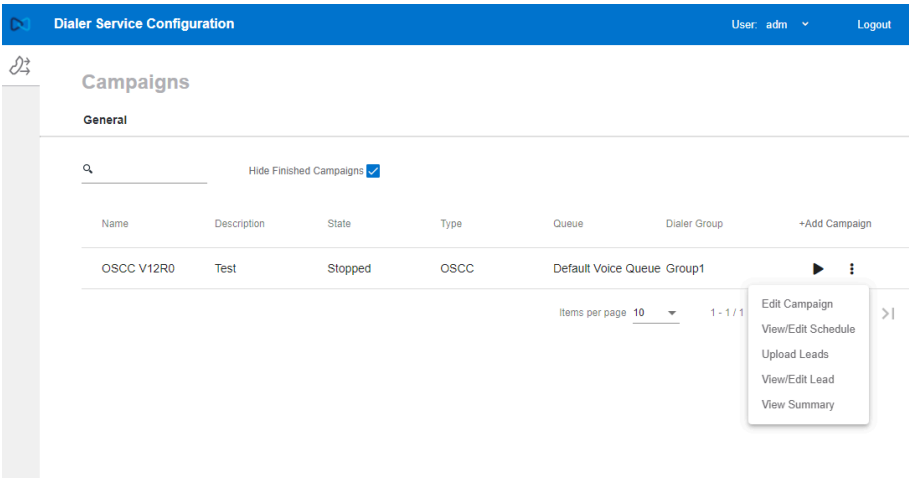 Dialer Service Configuration
User: adm
Logout
Campaigns
General
Hide Finished Campaigns
Name Description State Type Queue Dialer Group +Add Campaign
OSCC V12R0 Test Stopped OSCC Default Voice Queue Group1
Items per page 10 1 - 1 / 1
Edit Campaign
View/Edit Schedule
Upload Leads
View/Edit Lead
View Summary